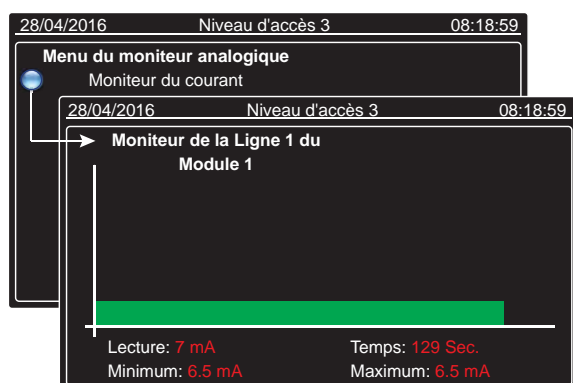 28/04/2016 Niveau d'accès 3 08:18:59
Menu du moniteur analogique
Moniteur du courant
28/04/2016 Niveau d'accès 3 08:18:59
Moniteur de la Ligne 1 du
Module 1
Lecture: 7 mA Temps: 129 Sec.
Minimum: 6.5 mA Maximum: 6.5 mA